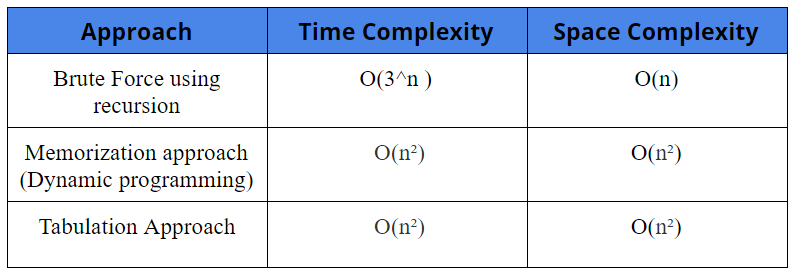 Approach Time Complexity Space Complexity
Brute Force using
recursion O(3^n ) O(n)
Memorization approach
(Dynamic programming) O(n²) O(n²)
Tabulation Approach O(n²) O(n²)